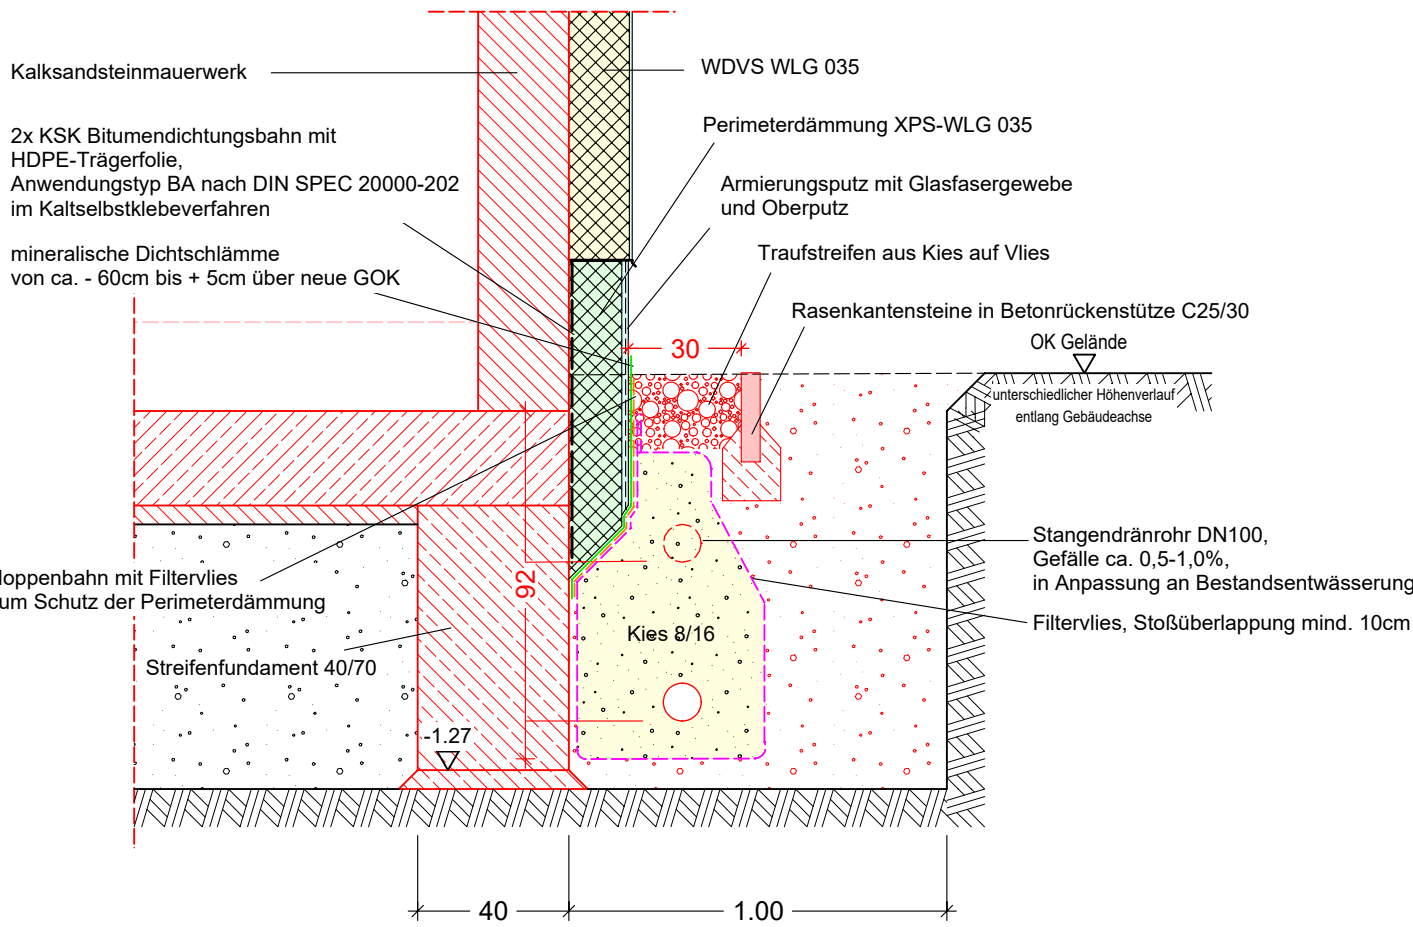 Kalksandsteinmauerwerk
WDVS WLG 035
Perimeterdämmung XPS-WLG 035
2x KSK Bitumendichtungsbahn mit
HDPE-Trägerfolie,
Anwendungstyp BA nach DIN SPEC 20000-202
im Kaltselbstklebeverfahren
Armierungsputz mit Glasfasergewebe
und Oberputz
mineralische Dichtschlämme
von ca. - 60cm bis + 5cm über neue GOK
Traufstreifen aus Kies auf Vlies
Rasenkantensteine in Betonrückenstütze C25/30
30
OK Gelände
unterschiedlicher Höhenverlauf
entlang Gebäudeachse
Stangendränrohr DN100,
Gefälle ca. 0,5-1,0%,
in Anpassung an Bestandsentwässerung
loppenbahn mit Filtervlies
um Schutz der Perimeterdämmung
92
Filtervlies, Stoßüberlappung mind. 10cm
Kies 8/16
Streifenfundament 40/70
-1.27
40
1.00